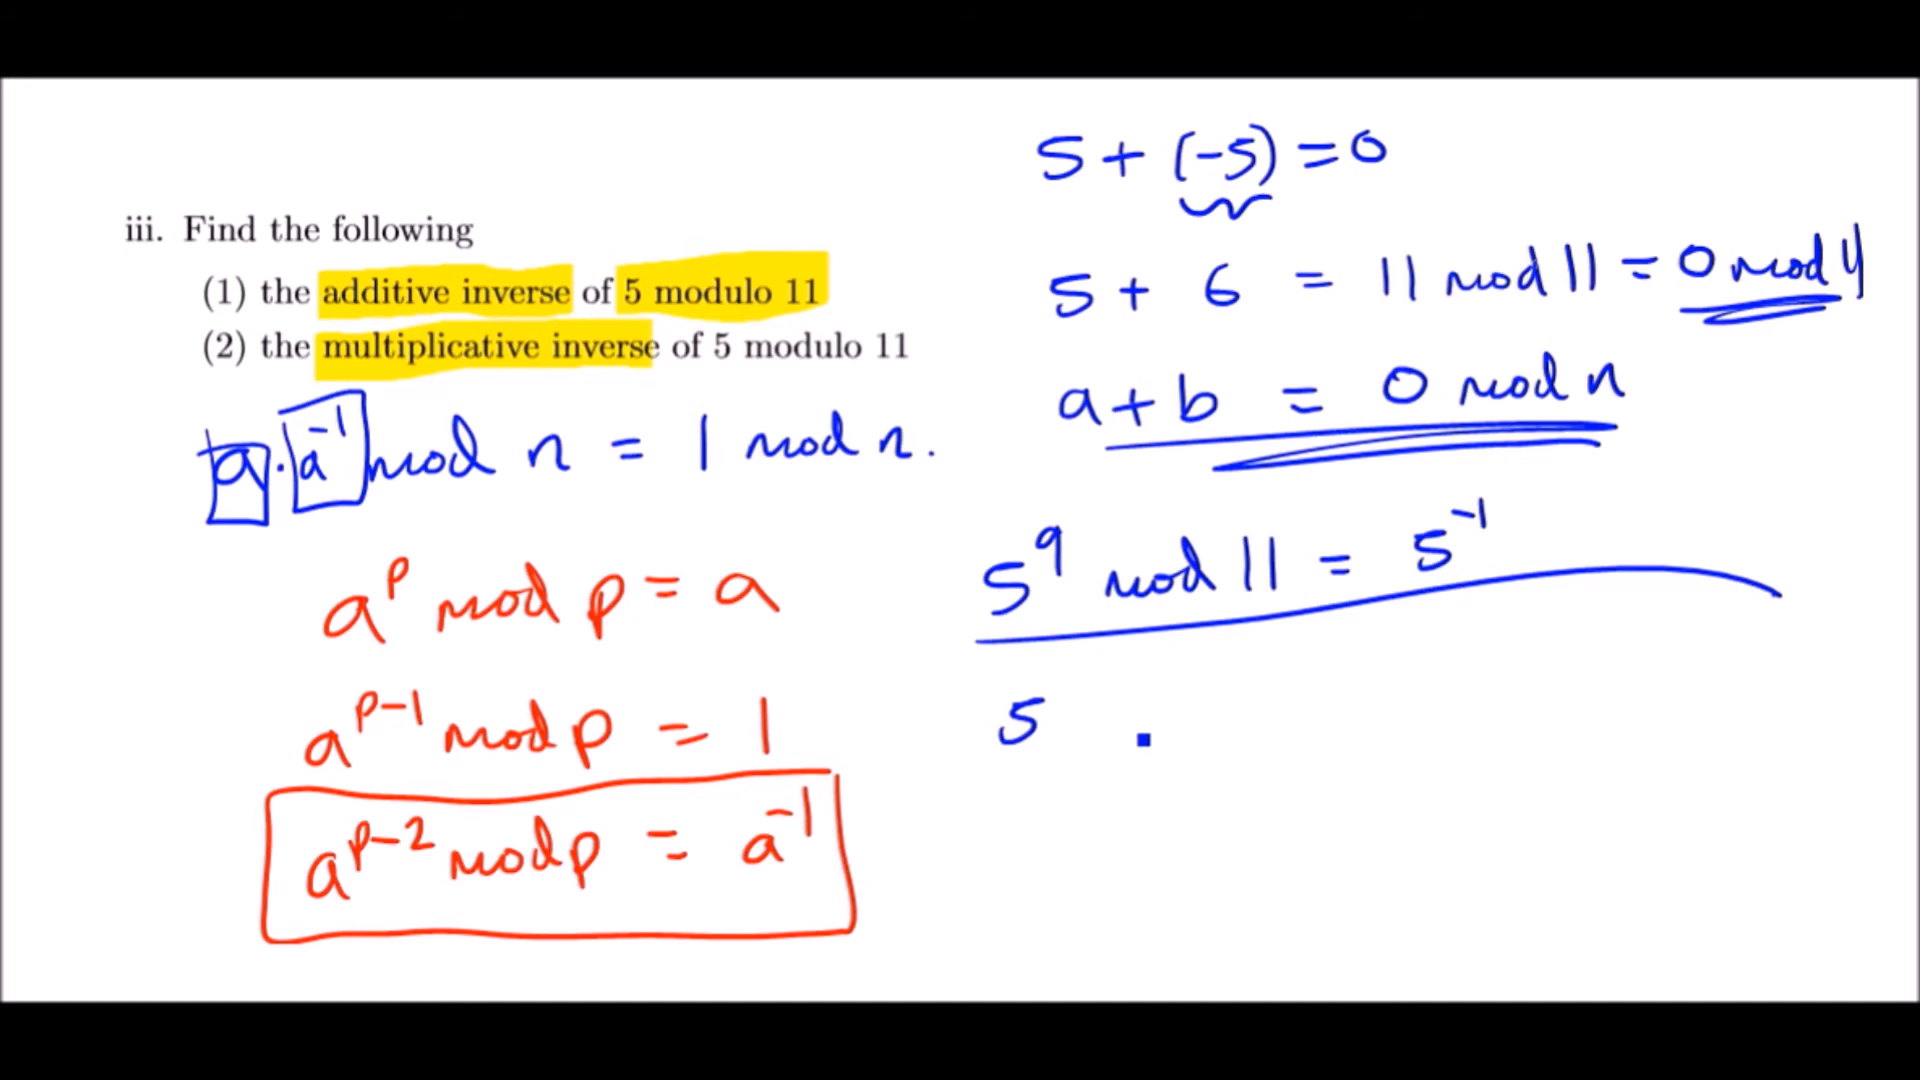 iii. Find the following
(1) the additive inverse of 5 modulo 11
(2) the multiplicative inverse of 5 modulo 11
a · a⁻¹ mod n = 1 mod n.
aᵖ mod p = a
aᵖ⁻¹ mod p = 1
aᵖ⁻² mod p = a⁻¹
5 + (-5) = 0
5 + 6 = 11 mod 11 = 0 mod 11
a + b = 0 mod n
5⁹ mod 11 = 5⁻¹
5 .